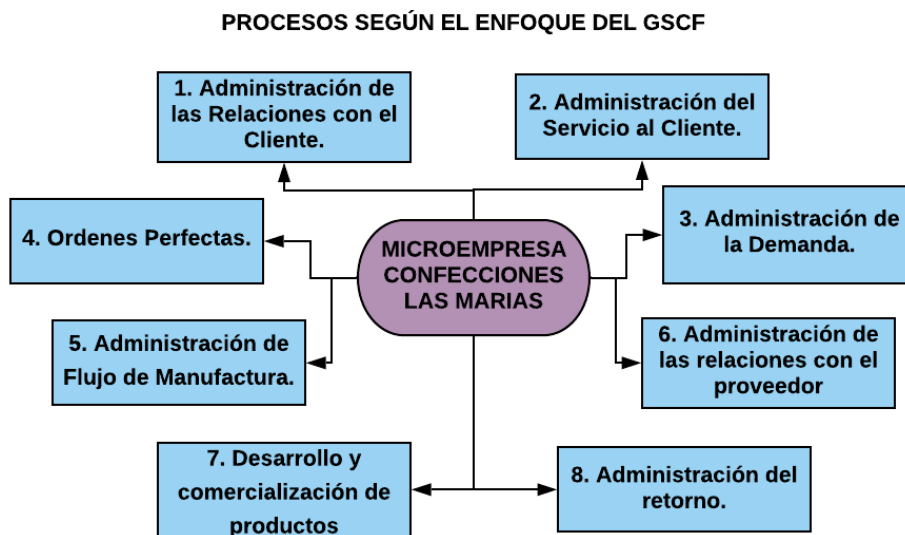 PROCESOS SEGÚN EL ENFOQUE DEL GSCF
1. Administración de
las Relaciones con el
Cliente.
2. Administración del
Servicio al Cliente.
4. Ordenes Perfectas.
MICROEMPRESA
CONFECCIONES
LAS MARIAS
3. Administración de
la Demanda.
5. Administración de
Flujo de Manufactura.
6. Administración de
las relaciones con el
proveedor
7. Desarrollo y
comercialización de
productos
8. Administración del
retorno.